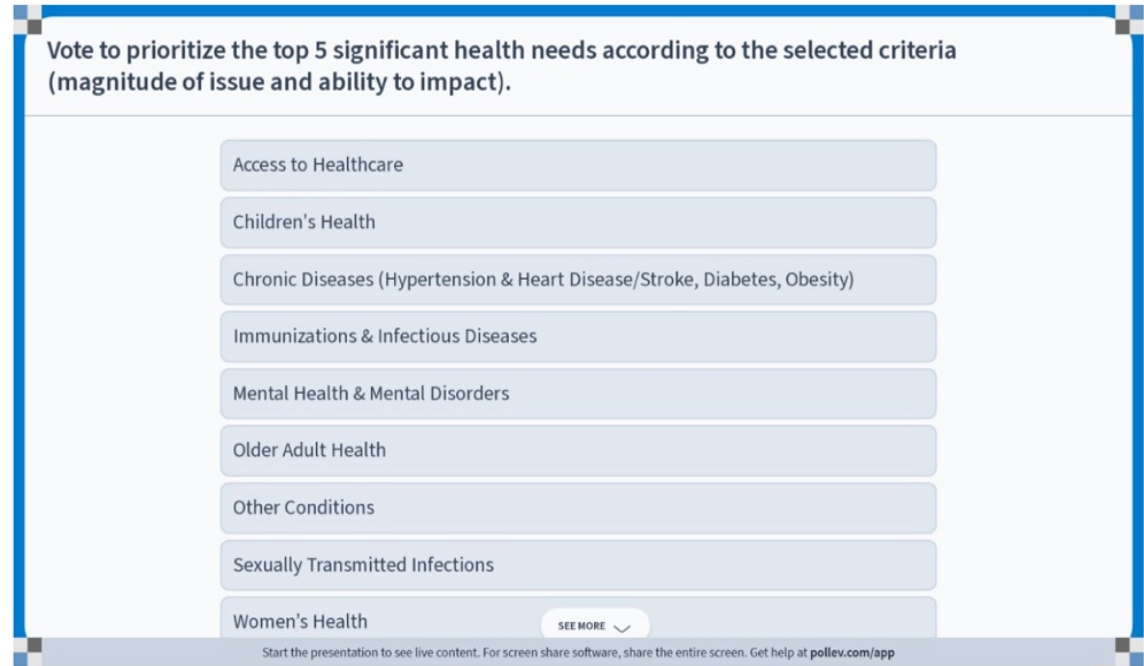 Vote to prioritize the top 5 significant health needs according to the selected criteria
(magnitude of issue and ability to impact).
Access to Healthcare
Children's Health
Chronic Diseases (Hypertension & Heart Disease/Stroke, Diabetes, Obesity)
Immunizations & Infectious Diseases
Mental Health & Mental Disorders
Older Adult Health
Other Conditions
Sexually Transmitted Infections
Women’s Health
SEE MORE
Start the presentation to see live content. For screen share software, share the entire screen. Get help at pollev.com/app